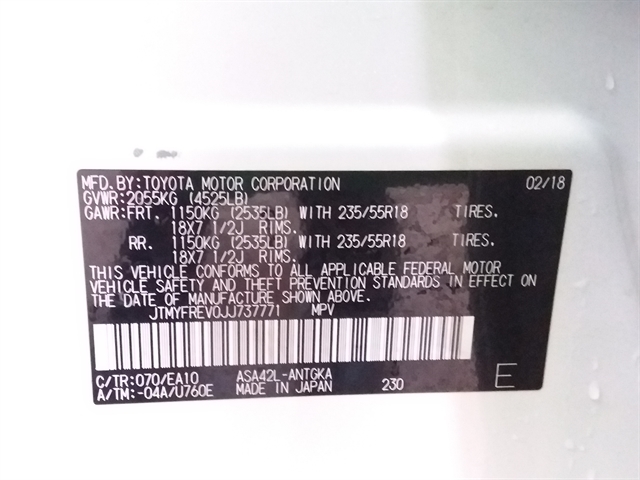 MFD. BY: TOYOTA MOTOR CORPORATION 02/18
GVWR: 2055KG (4525LB)
GAWR: FRT. 1150KG (2535LB) WITH 235/55R18 TIRES.
18X7 1/2J RIMS.
RR. 1150KG (2535LB) WITH 235/55R18 TIRES.
18X7 1/2J RIMS.
THIS VEHICLE CONFORMS TO ALL APPLICABLE FEDERAL MOTOR
VEHICLE SAFETY AND THEFT PREVENTION STANDARDS IN EFFECT ON
THE DATE OF MANUFACTURE SHOWN ABOVE.
JTMYFREV0JJ737771 MPV
C/TR: 070/EA10 ASA42L-ANTGKA
A/TM: -04A/U760E MADE IN JAPAN 230 E